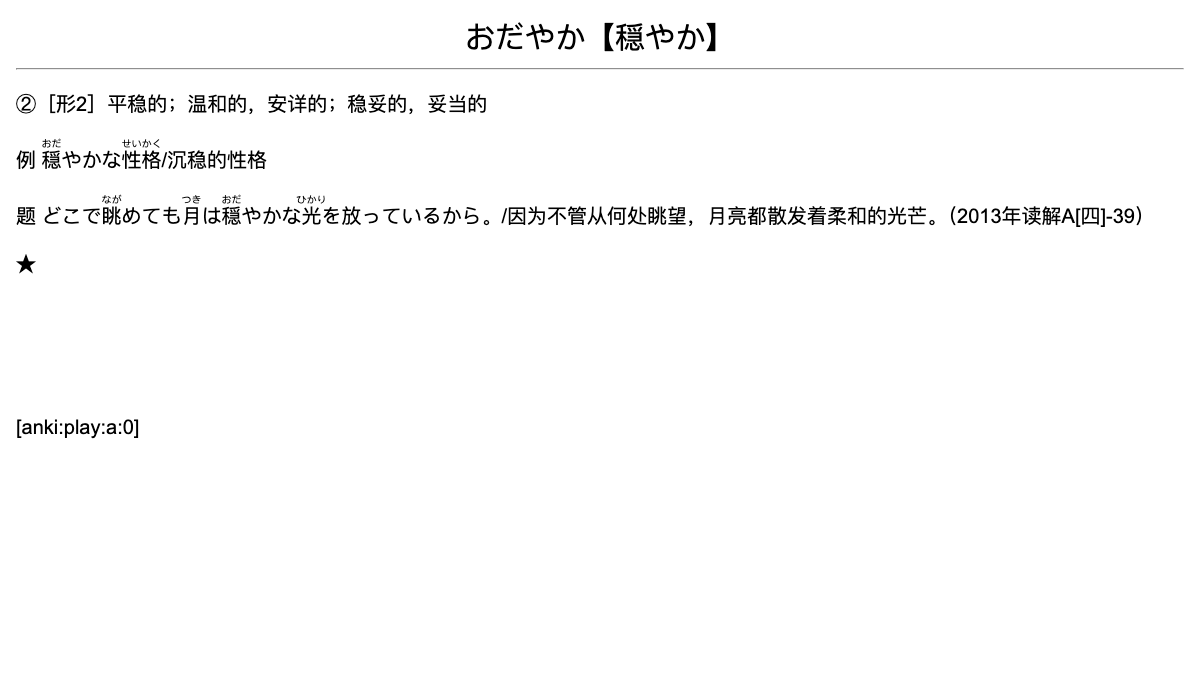 おだやか【穏やか】
②［形2］平稳的；温和的，安详的；稳妥的，妥当的
おだ せいかく
例 穏やかな性格/沉稳的性格
なが つき おだ ひかり
题 どこで眺めても月は穏やかな光を放っているから。/因为不管从何处眺望，月亮都散发着柔和的光芒。（2013年读解A[四]-39）
★
[anki:play:a:0]